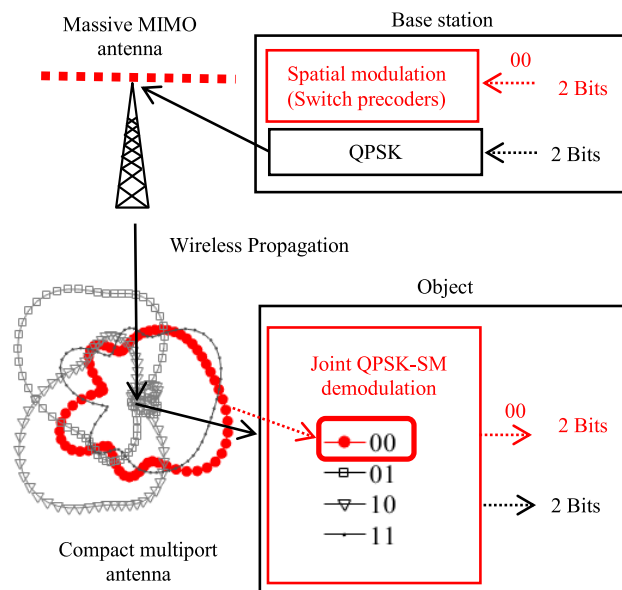 Massive MIMO
antenna
Base station
Spatial modulation
(Switch precoders)
00
2 Bits
QPSK
2 Bits
Wireless Propagation
Object
Joint QPSK-SM
demodulation
00
01
10
11
00
2 Bits
2 Bits
Compact multiport
antenna